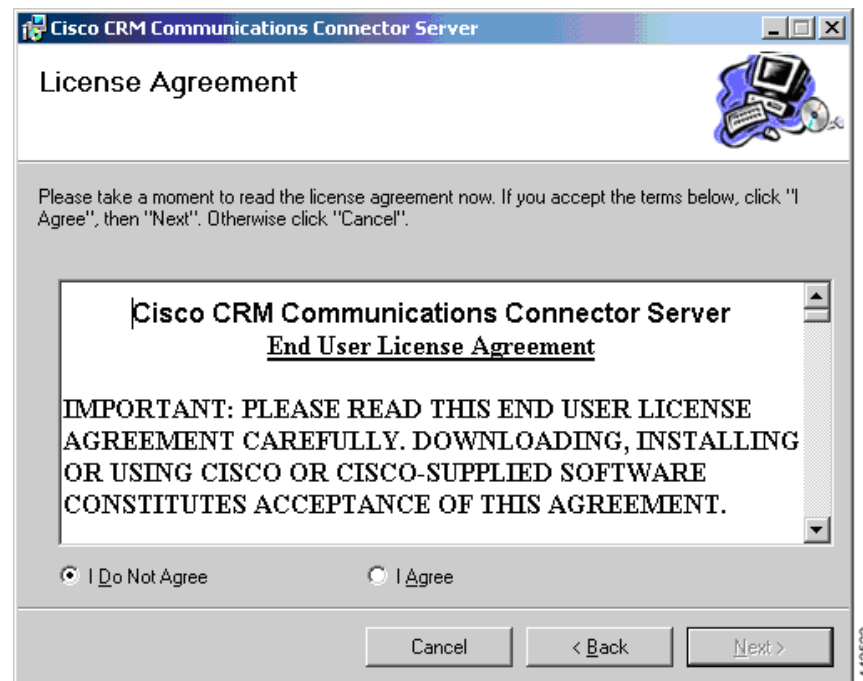 Cisco CRM Communications Connector Server
License Agreement
Please take a moment to read the license agreement now. If you accept the terms below, click "I
Agree", then "Next". Otherwise click "Cancel".
Cisco CRM Communications Connector Server
End User License Agreement
IMPORTANT: PLEASE READ THIS END USER LICENSE
AGREEMENT CAREFULLY. DOWNLOADING, INSTALLING
OR USING CISCO OR CISCO-SUPPLIED SOFTWARE
CONSTITUTES ACCEPTANCE OF THIS AGREEMENT.
I Do Not Agree
I Agree
Cancel
< Back
Next >